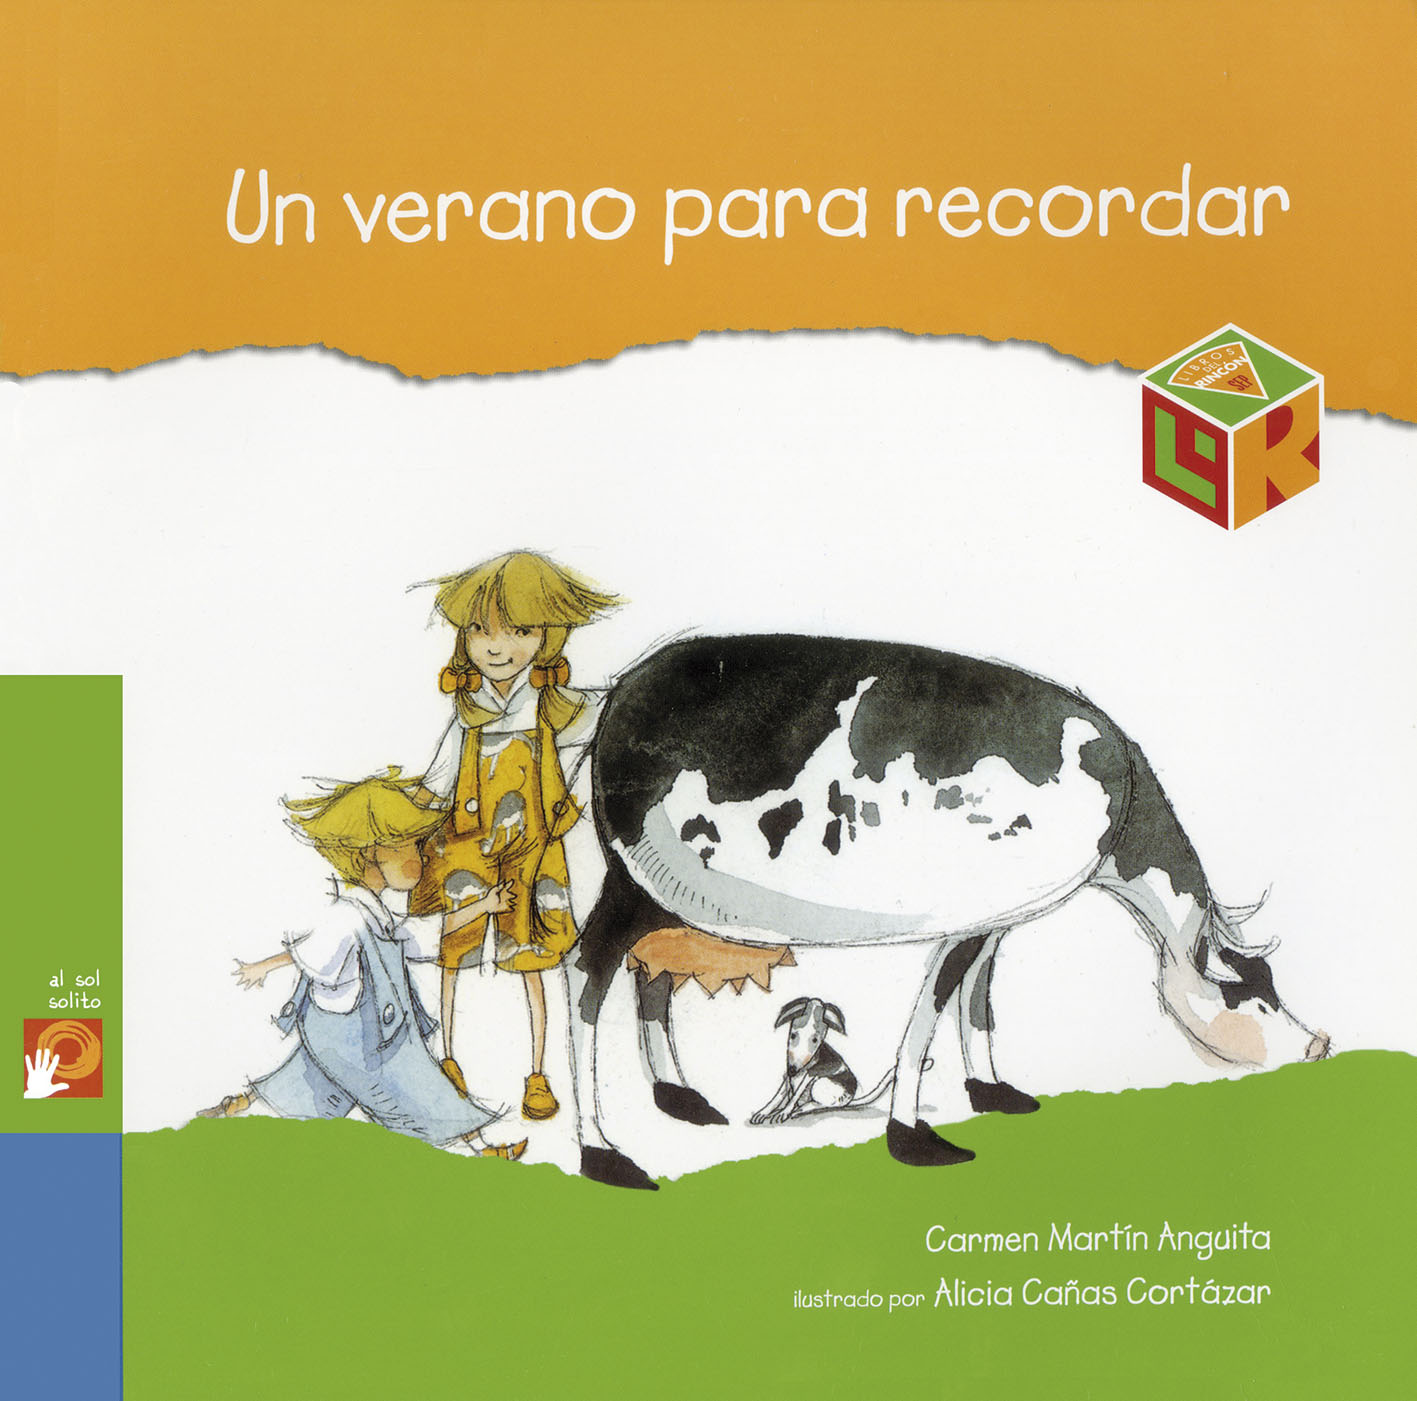 Un verano para recordar
LIBROS
DEL
RINCÓN
SEP
L R
al sol
solito
Carmen Martín Anguita
ilustrado por Alicia Cañas Cortázar